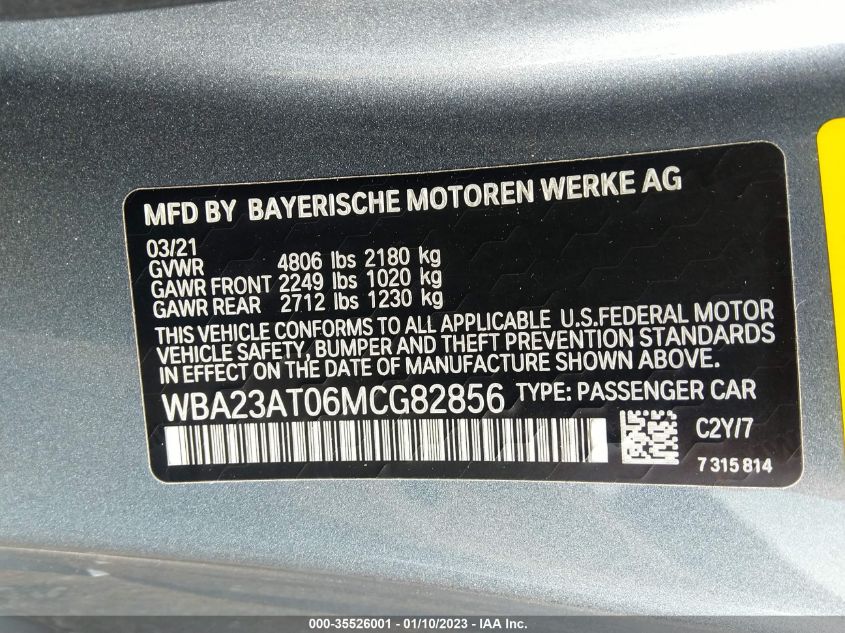 MFD BY BAYERISCHE MOTOREN WERKE AG
03/21
GVWR 4806 lbs 2180 kg
GAWR FRONT 2249 lbs 1020 kg
GAWR REAR 2712 lbs 1230 kg
THIS VEHICLE CONFORMS TO ALL APPLICABLE U.S.FEDERAL MOTOR
VEHICLE SAFETY, BUMPER AND THEFT PREVENTION STANDARDS
IN EFFECT ON THE DATE OF MANUFACTURE SHOWN ABOVE.
WBA23AT06MCG82856 TYPE: PASSENGER CAR
C2Y/7
7315814
000-35526001 - 01/10/2023 - IAA Inc.